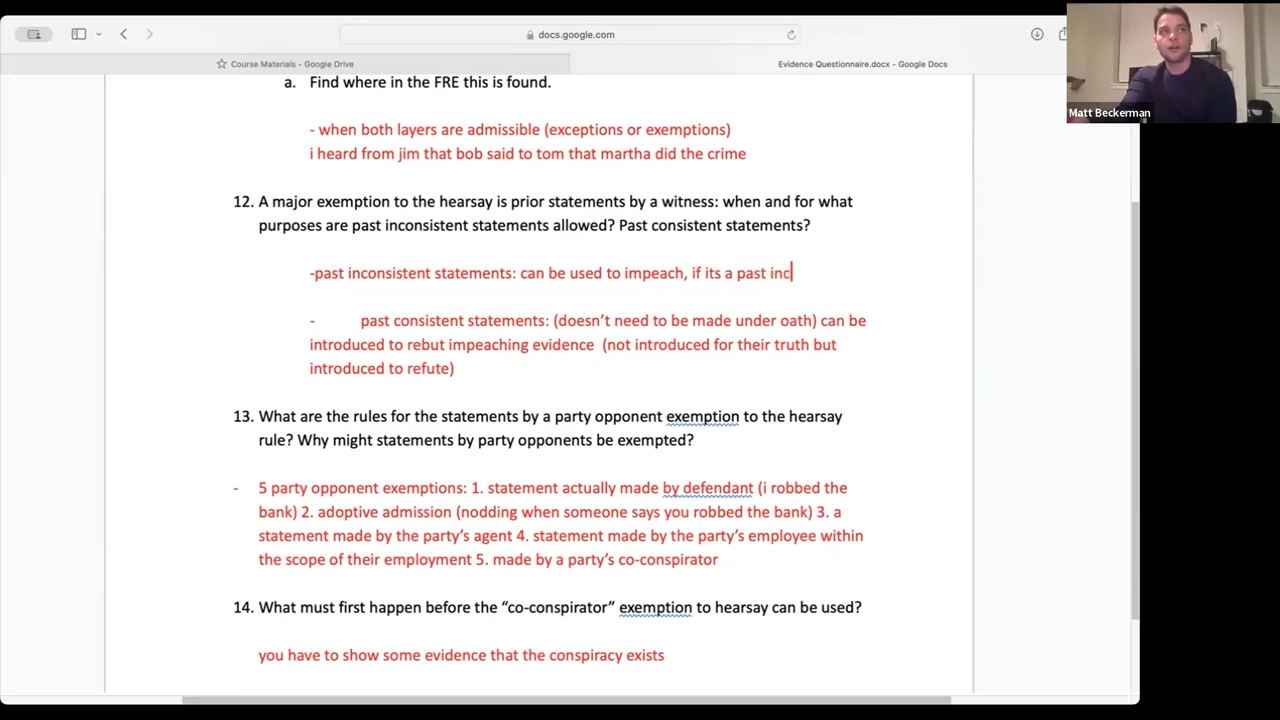 docs.google.com
Course Materials - Google Drive
Evidence Questionnaire.docx - Google Docs
Matt Beckerman
a. Find where in the FRE this is found.
- when both layers are admissible (exceptions or exemptions)
i heard from jim that bob said to tom that martha did the crime
12. A major exemption to the hearsay is prior statements by a witness: when and for what
purposes are past inconsistent statements allowed? Past consistent statements?
-past inconsistent statements: can be used to impeach, if its a past inc
- past consistent statements: (doesn’t need to be made under oath) can be
introduced to rebut impeaching evidence (not introduced for their truth but
introduced to refute)
13. What are the rules for the statements by a party opponent exemption to the hearsay
rule? Why might statements by party opponents be exempted?
- 5 party opponent exemptions: 1. statement actually made by defendant (i robbed the
bank) 2. adoptive admission (nodding when someone says you robbed the bank) 3. a
statement made by the party’s agent 4. statement made by the party’s employee within
the scope of their employment 5. made by a party’s co-conspirator
14. What must first happen before the “co-conspirator” exemption to hearsay can be used?
you have to show some evidence that the conspiracy exists